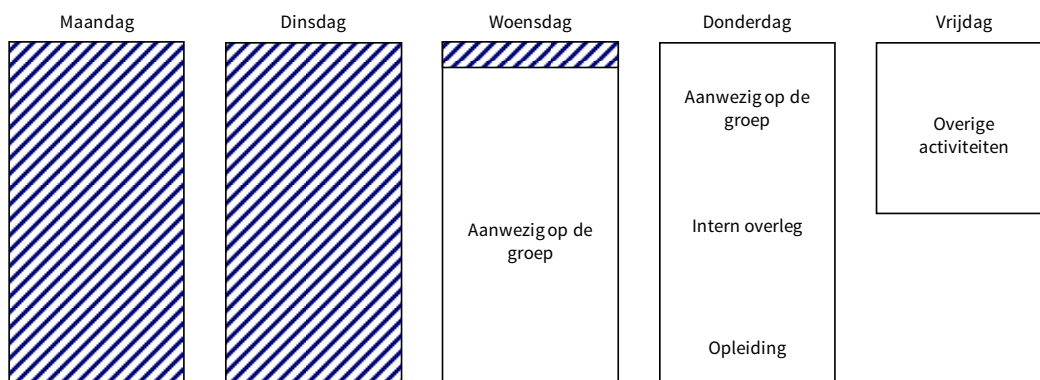 Maandag
Dinsdag
Woensdag
Donderdag
Vrijdag
Aanwezig op de
groep
Aanwezig op de
groep
Intern overleg
Opleiding
Overige
activiteiten